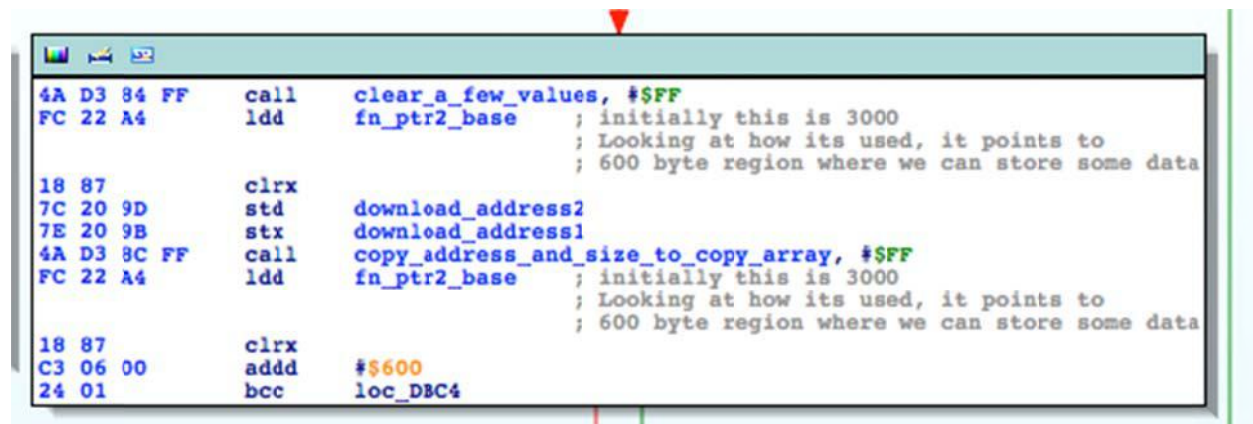 4A D3 84 FF call clear_a_few_values, #$FF
FC 22 A4 ldd fn_ptr2_base ; initially this is 3000
; Looking at how its used, it points to
; 600 byte region where we can store some data
18 87 clrx
7C 20 9D std download_address2
7E 20 9B stx download_address1
4A D3 8C FF call copy_address_and_size_to_copy_array, #$FF
FC 22 A4 ldd fn_ptr2_base ; initially this is 3000
; Looking at how its used, it points to
; 600 byte region where we can store some data
18 87 clrx
C3 06 00 addd #$600
24 01 bcc loc_DBC4